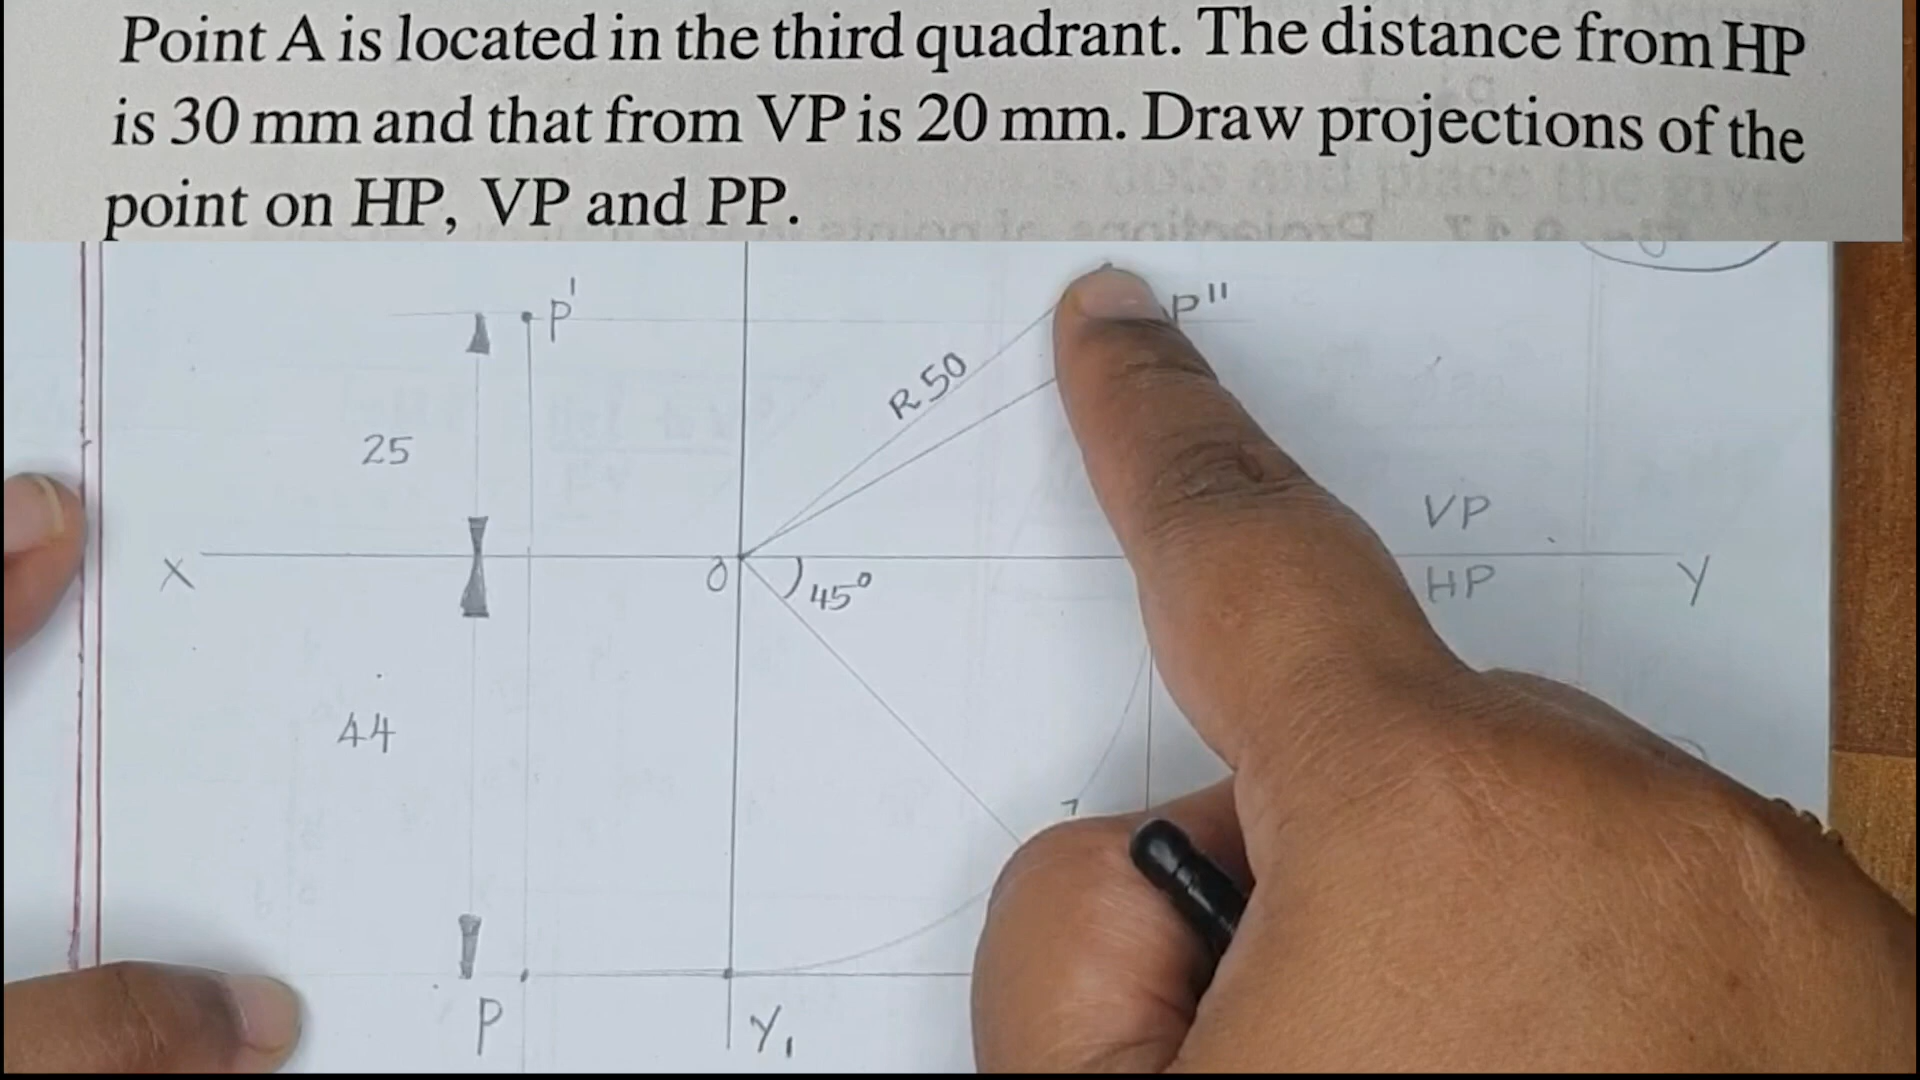 Point A is located in the third quadrant. The distance from HP
is 30 mm and that from VP is 20 mm. Draw projections of the
point on HP, VP and PP.
P'
P''
R 50
25
VP
X
O
45°
HP
Y
44
P
Y₁